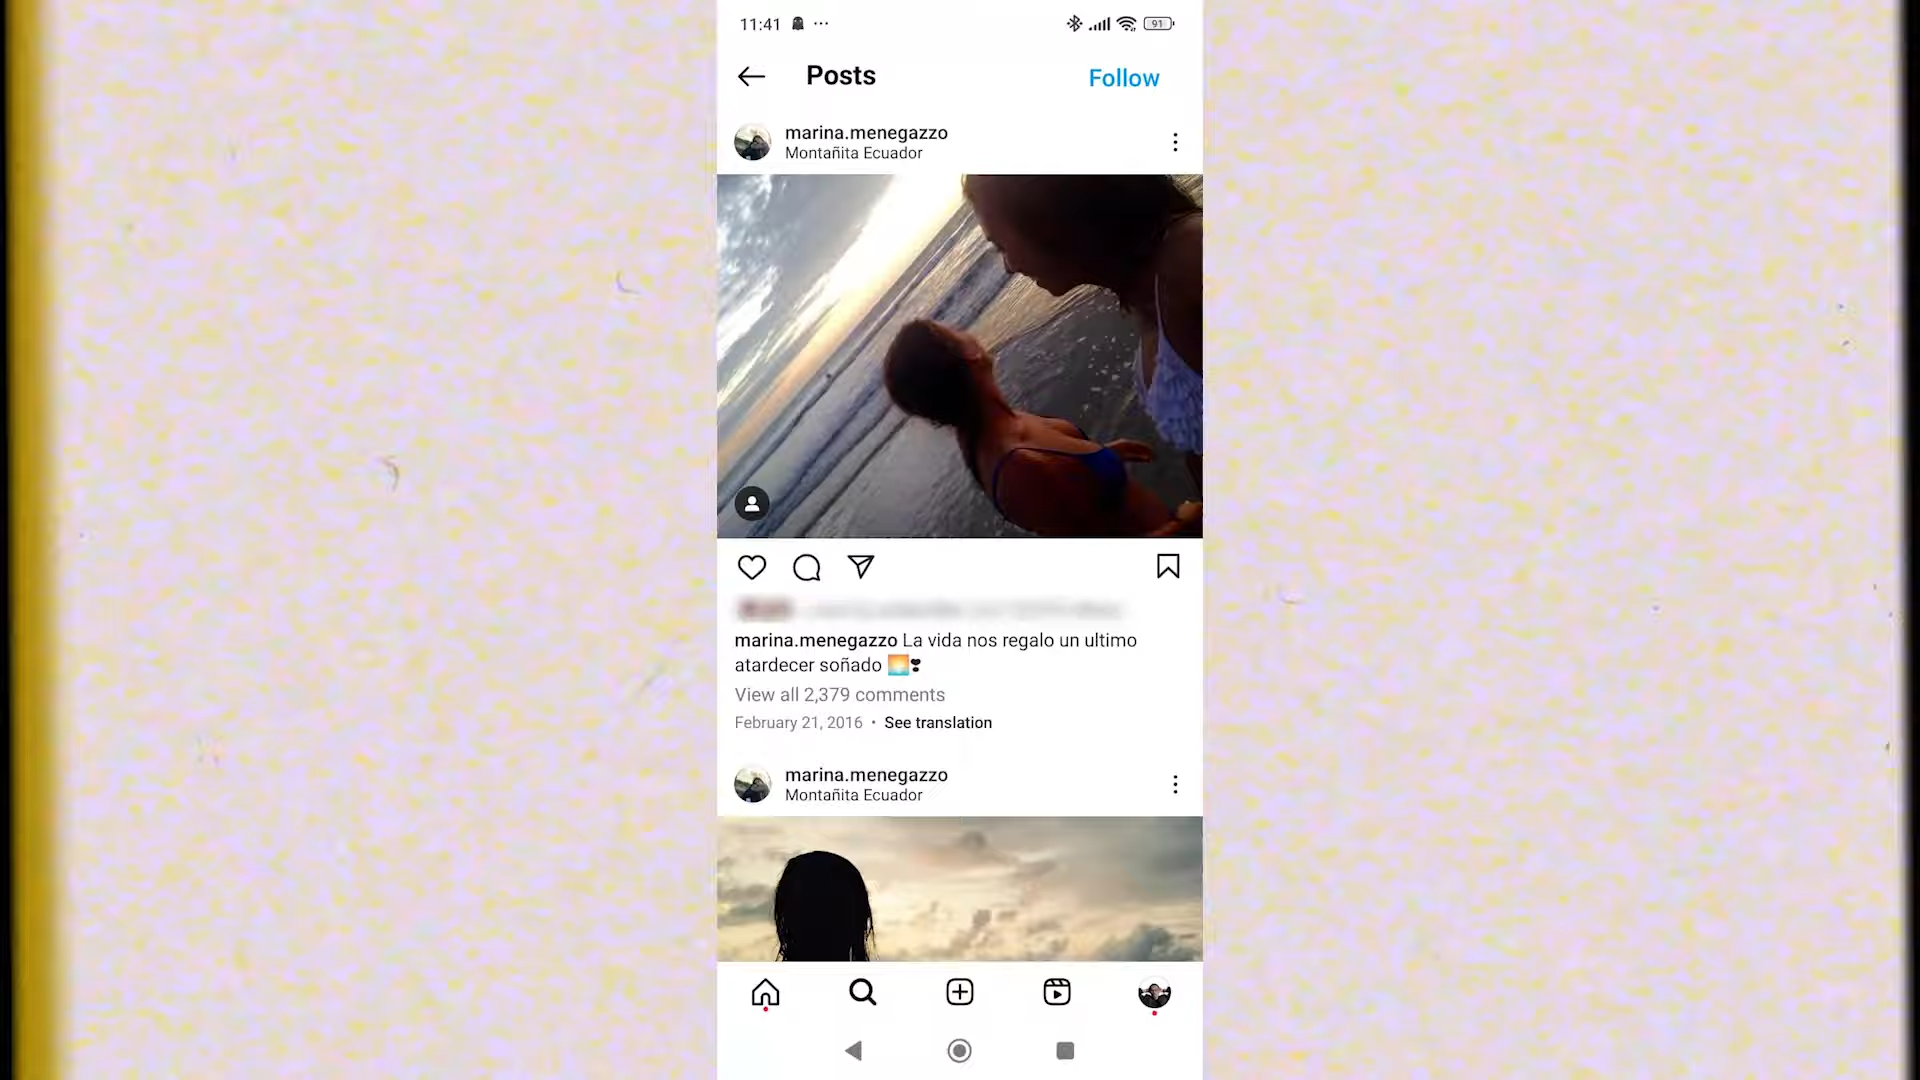 11:41
91
Posts
Follow
marina.menegazzo
Montañita Ecuador
marina.menegazzo La vida nos regalo un ultimo
atardecer soñado 🌅❣
View all 2,379 comments
February 21, 2016 • See translation
marina.menegazzo
Montañita Ecuador